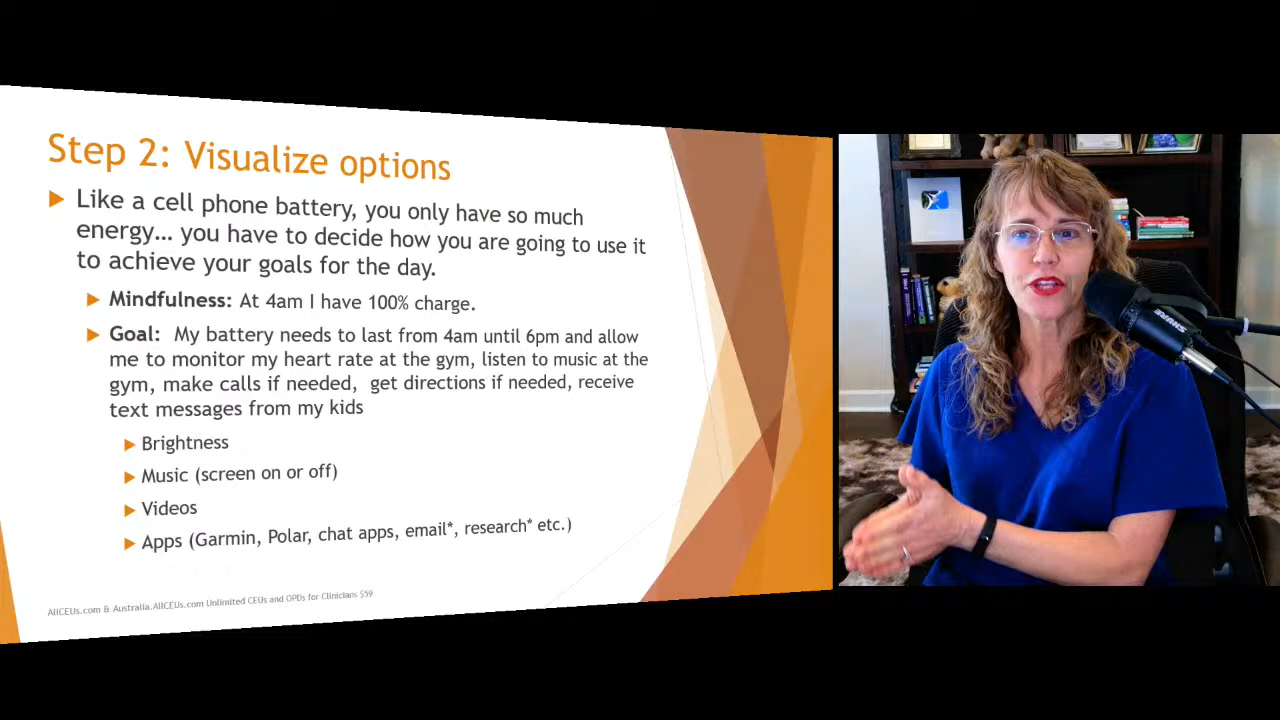 Step 2: Visualize options
Like a cell phone battery, you only have so much
energy… you have to decide how you are going to use it
to achieve your goals for the day.
Mindfulness: At 4am I have 100% charge.
Goal: My battery needs to last from 4am until 6pm and allow
me to monitor my heart rate at the gym, listen to music at the
gym, make calls if needed, get directions if needed, receive
text messages from my kids
Brightness
Music (screen on or off)
Videos
Apps (Garmin, Polar, chat apps, email*, research* etc.)
AllCEUs.com & Australia.AllCEUs.com Unlimited CEUs and OPDs for Clinicians $59
SHURE